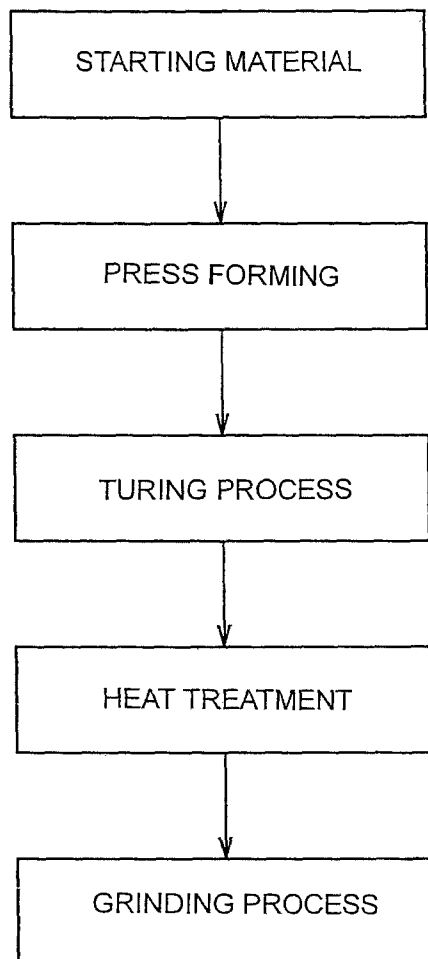 STARTING MATERIAL
PRESS FORMING
TURING PROCESS
HEAT TREATMENT
GRINDING PROCESS